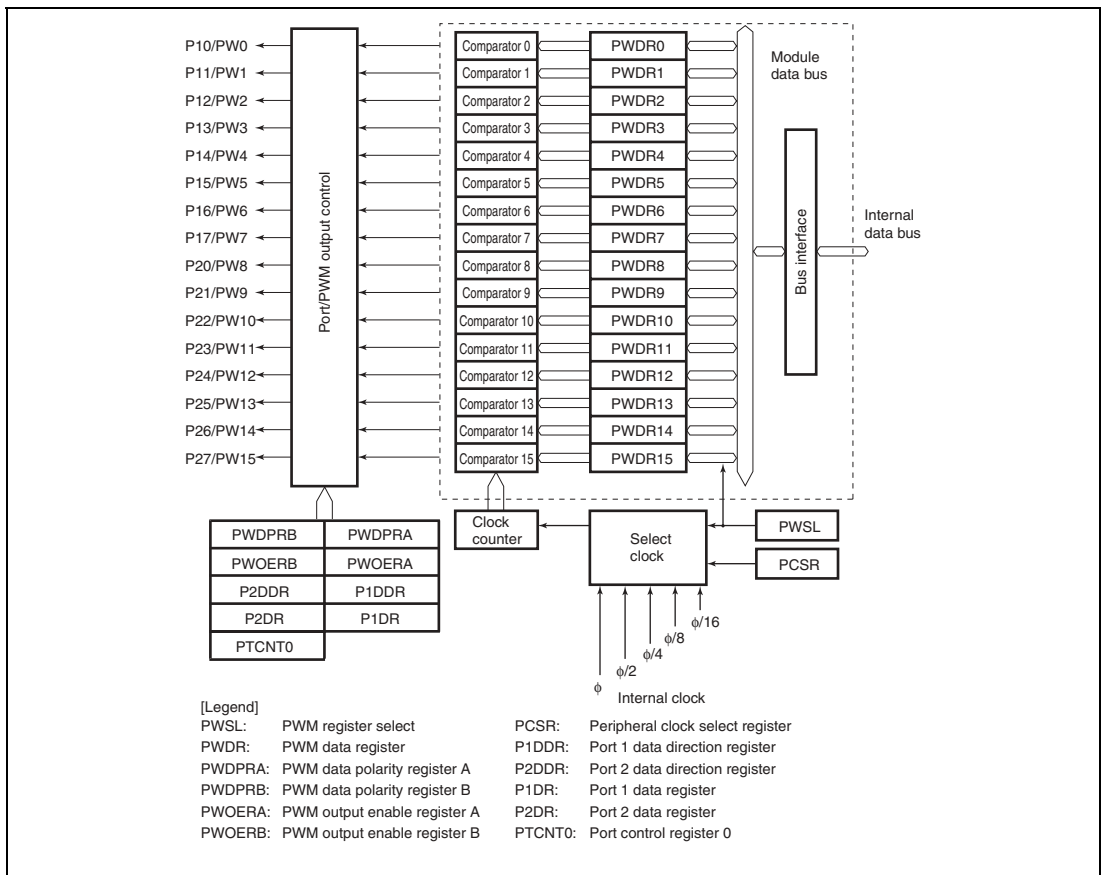 P10/PW0 Comparator 0 PWDR0
Module
data bus
P11/PW1 Comparator 1 PWDR1
P12/PW2 Comparator 2 PWDR2
P13/PW3 Comparator 3 PWDR3
P14/PW4 Comparator 4 PWDR4
P15/PW5 Comparator 5 PWDR5
P16/PW6 Comparator 6 PWDR6
P17/PW7 Comparator 7 PWDR7
P20/PW8 Comparator 8 PWDR8
P21/PW9 Comparator 9 PWDR9
P22/PW10 Comparator 10 PWDR10
P23/PW11 Comparator 11 PWDR11
P24/PW12 Comparator 12 PWDR12
P25/PW13 Comparator 13 PWDR13
P26/PW14 Comparator 14 PWDR14
P27/PW15 Comparator 15 PWDR15
Port/PWM output control
Bus interface
Internal
data bus
Clock
counter
Select
clock
PWSL
PCSR
PWDPRB PWDPRA
PWOERB PWOERA
P2DDR P1DDR
P2DR P1DR
PTCNT0
ϕ/16
ϕ/8
ϕ/4
ϕ/2
ϕ
Internal clock
[Legend]
PWSL: PWM register select PCSR: Peripheral clock select register
PWDR: PWM data register P1DDR: Port 1 data direction register
PWDPRA: PWM data polarity register A P2DDR: Port 2 data direction register
PWDPRB: PWM data polarity register B P1DR: Port 1 data register
PWOERA: PWM output enable register A P2DR: Port 2 data register
PWOERB: PWM output enable register B PTCNT0: Port control register 0